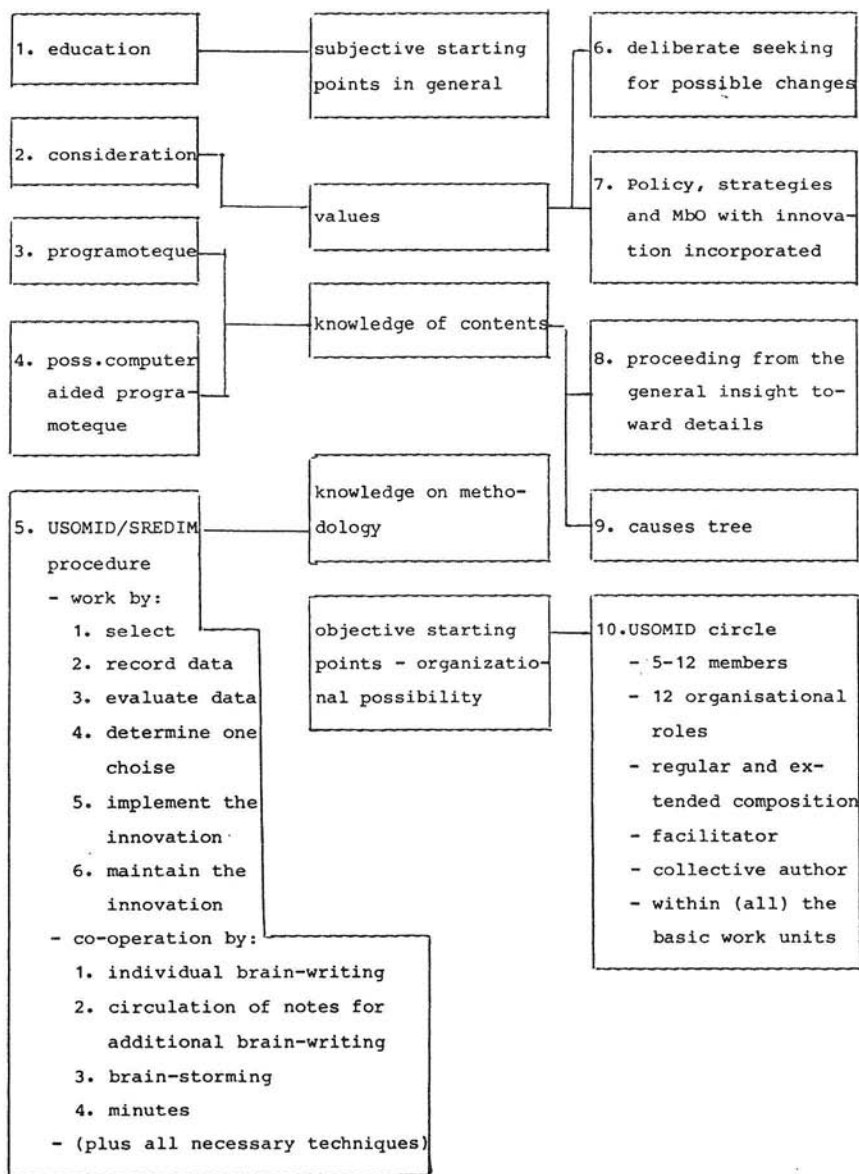 1. education
subjective starting
points in general
6. deliberate seeking
for possible changes
2. consideration
values
7. Policy, strategies
and MbO with innova-
tion incorporated
3. programoteque
knowledge of contents
4. poss.computer
aided progra-
moteque
8. proceeding from the
general insight to-
ward details
knowledge on metho-
dology
9. causes tree
5. USOMID/SREDIM
procedure
- work by:
1. select
2. record data
3. evaluate data
4. determine one
choise
5. implement the
innovation
6. maintain the
innovation
- co-operation by:
1. individual brain-writing
2. circulation of notes for
additional brain-writing
3. brain-storming
4. minutes
- (plus all necessary techniques)
objective starting
points - organizatio-
nal possibility
10.USOMID circle
- 5-12 members
- 12 organisational
roles
- regular and ex-
tended composition
- facilitator
- collective author
- within (all) the
basic work units